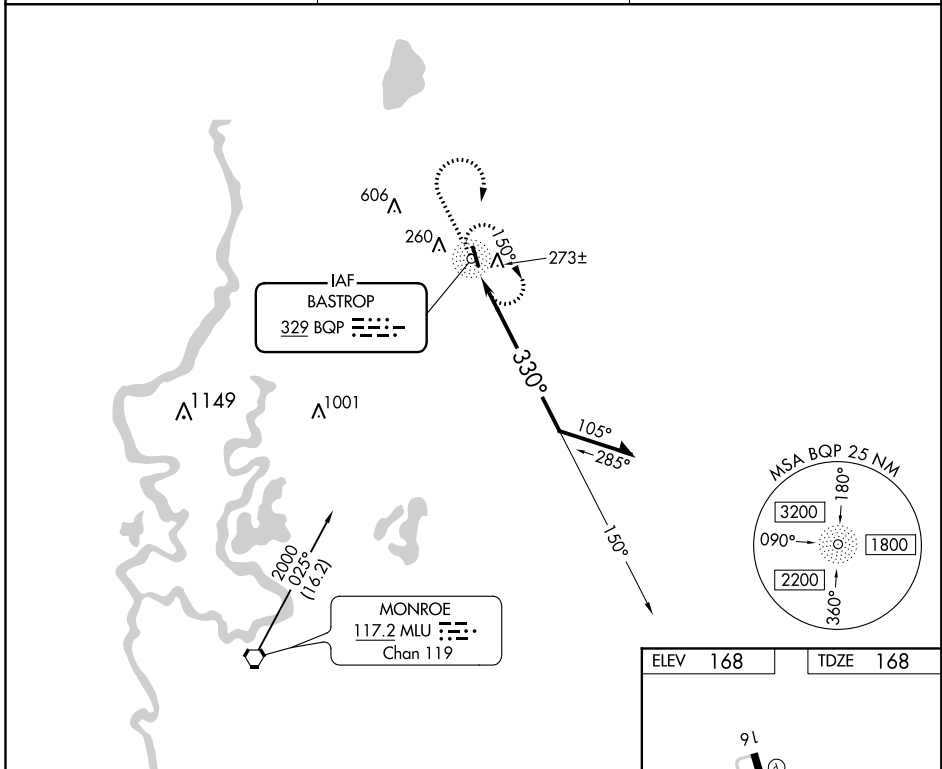 606
260
150°
273±
IAF
BASTROP
329 BQP
330°
1149
1001
105°
285°
150°
MSA BQP 25 NM
180°
3200
090°
1800
2200
360°
2000
025°
(16.2)
MONROE
117.2 MLU
Chan 119
ELEV 168
TDZE 168
16
A